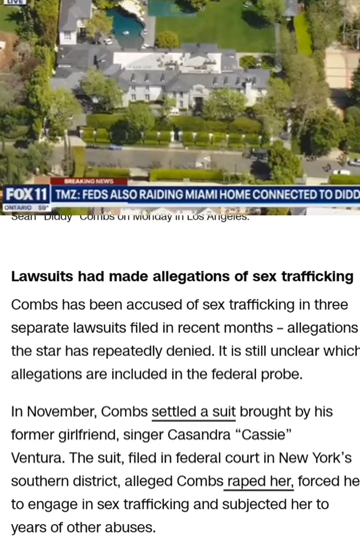 LIVE
BREAKING NEWS
FOX 11
TMZ: FEDS ALSO RAIDING MIAMI HOME CONNECTED TO DIDD
ONTARIO 59°
Sean "Diddy" Combs on Monday in Los Angeles.
Lawsuits had made allegations of sex trafficking
Combs has been accused of sex trafficking in three
separate lawsuits filed in recent months – allegations
the star has repeatedly denied. It is still unclear which
allegations are included in the federal probe.
In November, Combs settled a suit brought by his
former girlfriend, singer Casandra “Cassie”
Ventura. The suit, filed in federal court in New York’s
southern district, alleged Combs raped her, forced he
to engage in sex trafficking and subjected her to
years of other abuses.